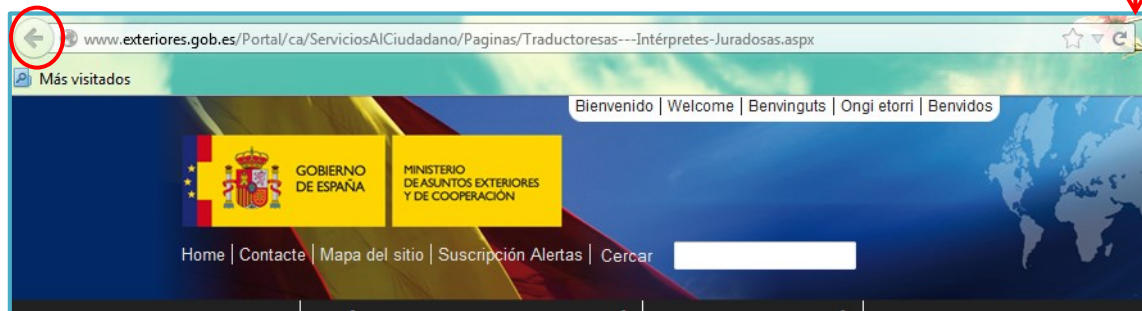 www.exteriores.gob.es/Portal/ca/ServiciosAlCiudadano/Paginas/Traductoresas---Intérpretes-Juradosas.aspx
Más visitados
Bienvenido | Welcome | Benvinguts | Ongi etorri | Benvidos
GOBIERNO
DE ESPAÑA
MINISTERIO
DE ASUNTOS EXTERIORES
Y DE COOPERACIÓN
Home | Contacte | Mapa del sitio | Suscripción Alertas | Cercar